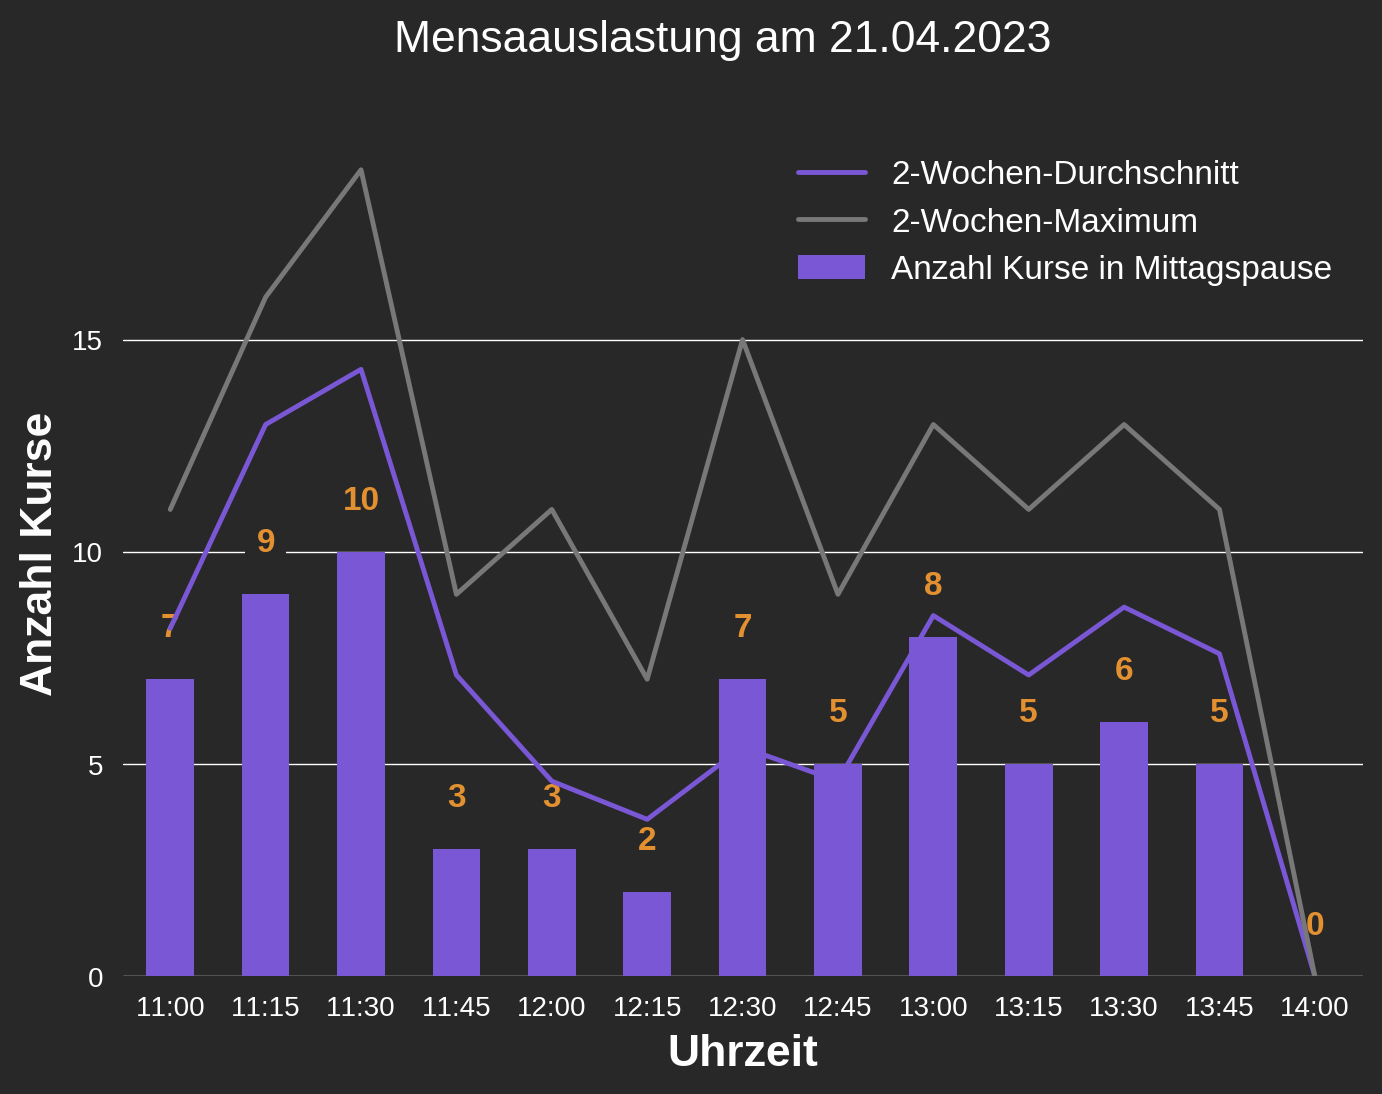 Mensaauslastung am 21.04.2023
2-Wochen-Durchschnitt
2-Wochen-Maximum
Anzahl Kurse in Mittagspause
Anzahl Kurse
15
10
5
0
7
9
10
3
3
2
7
5
8
5
6
5
0
11:00 11:15 11:30 11:45 12:00 12:15 12:30 12:45 13:00 13:15 13:30 13:45 14:00
Uhrzeit